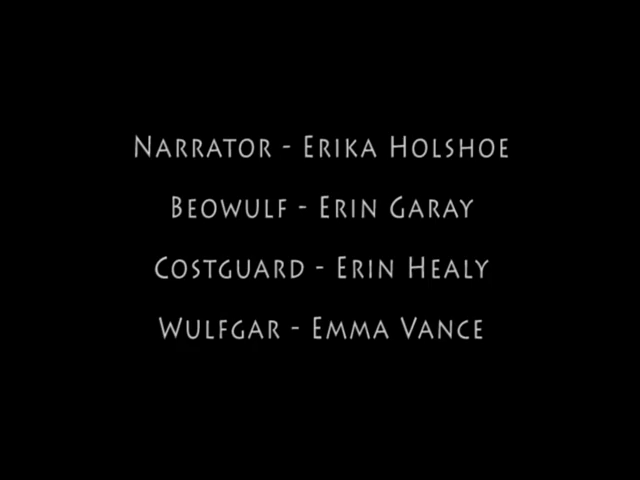 Narrator - Erika Holshoe
Beowulf - Erin Garay
Costguard - Erin Healy
Wulfgar - Emma Vance